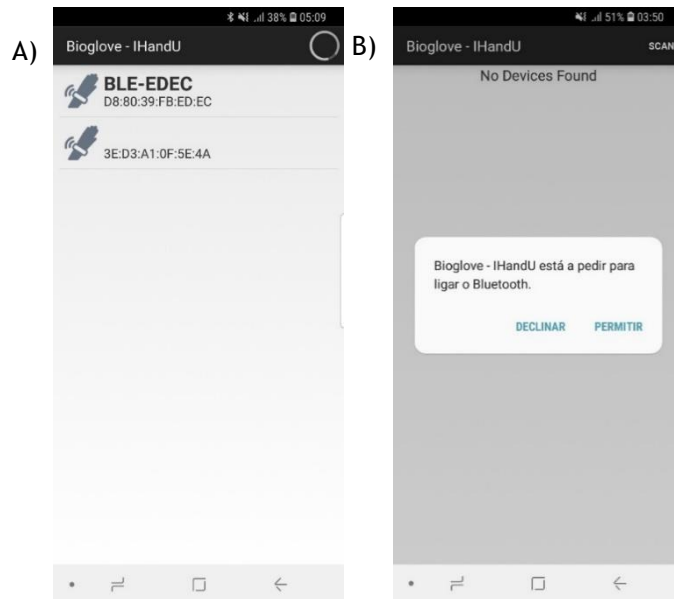 A)
38% 05:09
Bioglove - IHandU
BLE-EDEC
D8:80:39:FB:ED:EC
3E:D3:A1:0F:5E:4A
B)
51% 03:50
Bioglove - IHandU SCAN
No Devices Found
Bioglove - IHandU está a pedir para
ligar o Bluetooth.
DECLINAR PERMITIR